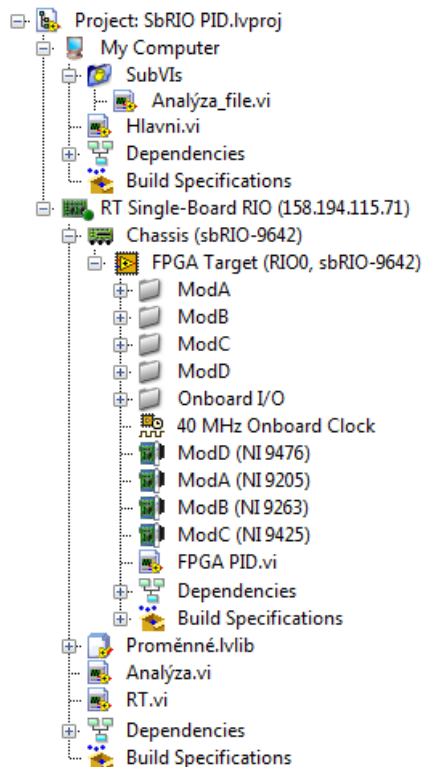 Project: SbRIO PID.lvproj
My Computer
SubVIs
Analýza_file.vi
Hlavni.vi
Dependencies
Build Specifications
RT Single-Board RIO (158.194.115.71)
Chassis (sbRIO-9642)
FPGA Target (RIO0, sbRIO-9642)
ModA
ModB
ModC
ModD
Onboard I/O
40 MHz Onboard Clock
ModD (NI 9476)
ModA (NI 9205)
ModB (NI 9263)
ModC (NI 9425)
FPGA PID.vi
Dependencies
Build Specifications
Proměnné.lvlib
Analýza.vi
RT.vi
Dependencies
Build Specifications